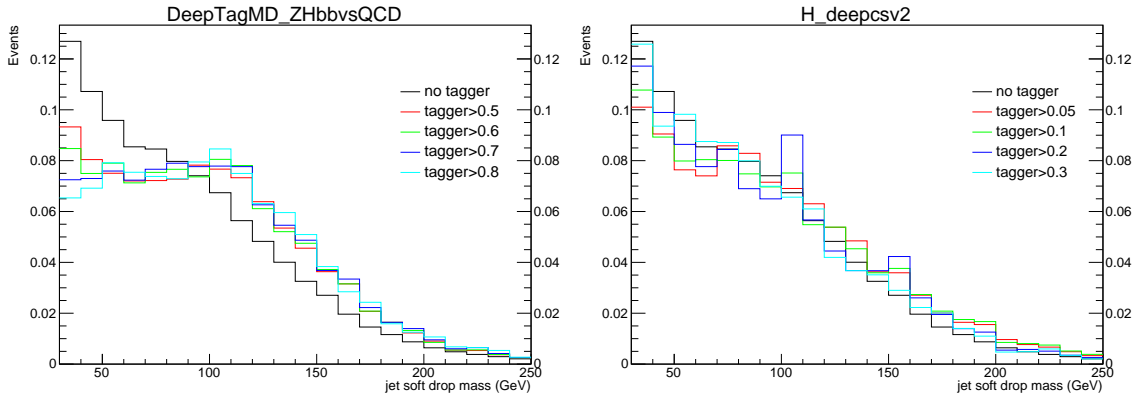 DeepTagMD_ZHbbvsQCD
Events
0.12
0.1
0.08
0.06
0.04
0.02
0
0.12
0.1
0.08
0.06
0.04
0.02
0
no tagger
tagger>0.5
tagger>0.6
tagger>0.7
tagger>0.8
50
100
150
200
250
jet soft drop mass (GeV)
H_deepcsv2
Events
0.12
0.1
0.08
0.06
0.04
0.02
0
0.12
0.1
0.08
0.06
0.04
0.02
0
no tagger
tagger>0.05
tagger>0.1
tagger>0.2
tagger>0.3
50
100
150
200
250
jet soft drop mass (GeV)